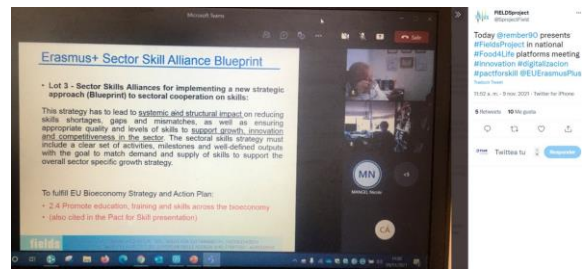 Microsoft Teams
Erasmus+ Sector Skill Alliance Blueprint
• Lot 3 - Sector Skills Alliances for implementing a new strategic
approach (Blueprint) to sectoral cooperation on skills:
This strategy has to lead to systemic and structural impact on reducing
skills shortages, gaps and mismatches, as well as ensuring
appropriate quality and levels of skills to support growth, innovation
and competitiveness in the sector. The sectoral skills strategy must
include a clear set of activities, milestones and well-defined outputs
with the goal to match demand and supply of skills to support the
overall sector specific growth strategy.
To fulfill EU Bioeconomy Strategy and Action Plan:
• 2.4 Promote education, training and skills across the bioeconomy
• (also cited in the Pact for Skill presentation)
fields
MN
CA
FIELDSproject
Today @rember90 presents
#FieldsProject in national
#Food4Life platforms meeting
#innovation #digitalizacion
#pactforskill @EUErasmusPlus
9 nov. 2021 · Twitter for iPhone
5 Retweets 10 Me gusta
Twittea tu
Responder